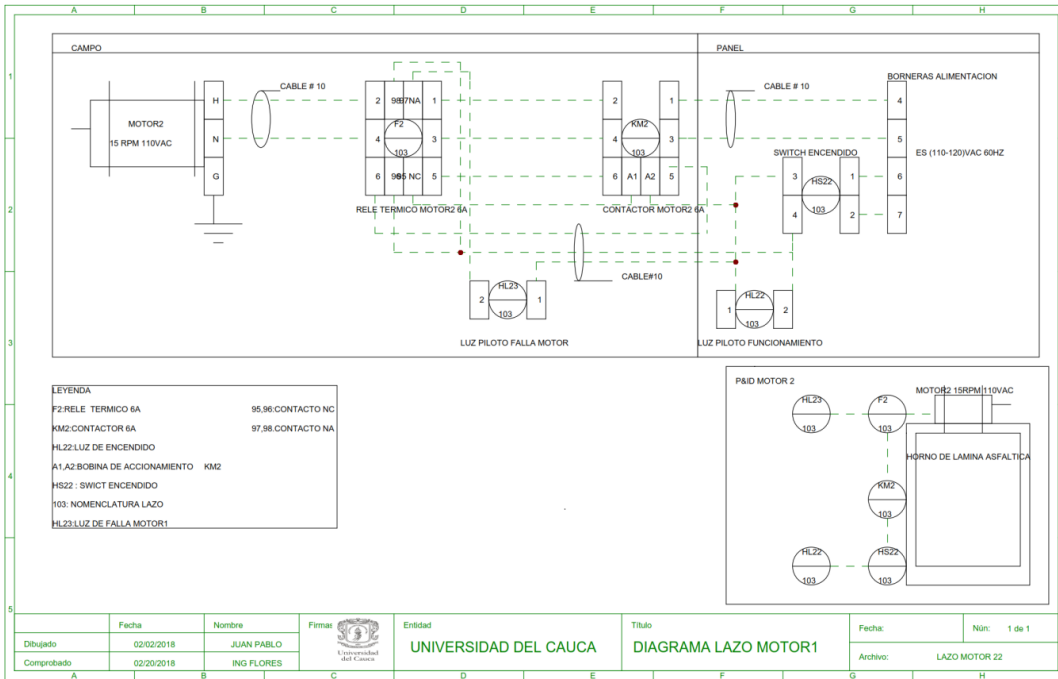 A B C D E F G H
1
2
3
4
5
CAMPO
PANEL
MOTOR2
15 RPM 110VAC
H
N
G
CABLE # 10
2
4
6
97NA
F2
103
95 NC
1
3
5
RELE TERMICO MOTOR2 6A
2
4
6
KM2
103
A1
A2
1
3
5
CONTACTOR MOTOR2 6A
CABLE # 10
BORNERAS ALIMENTACION
4
5
6
7
ES (110-120)VAC 60HZ
SWITCH ENCENDIDO
3
4
HS22
103
1
2
CABLE#10
2
HL23
103
1
LUZ PILOTO FALLA MOTOR
1
HL22
103
2
LUZ PILOTO FUNCIONAMIENTO
LEYENDA
F2:RELE TERMICO 6A 95,96:CONTACTO NC
KM2:CONTACTOR 6A 97,98:CONTACTO NA
HL22:LUZ DE ENCENDIDO
A1,A2:BOBINA DE ACCIONAMIENTO KM2
HS22 : SWICT ENCENDIDO
103: NOMENCLATURA LAZO
HL23:LUZ DE FALLA MOTOR1
P&ID MOTOR 2
MOTOR2 15RPM 110VAC
HL23
103
F2
103
HORNO DE LAMINA ASFALTICA
KM2
103
HL22
103
HS22
103
Fecha Nombre Firmas
Dibujado 02/02/2018 JUAN PABLO
Comprobado 02/20/2018 ING FLORES
Universidad
del Cauca
Entidad
UNIVERSIDAD DEL CAUCA
Título
DIAGRAMA LAZO MOTOR1
Fecha: Nún: 1 de 1
Archivo: LAZO MOTOR 22
A B C D E F G H